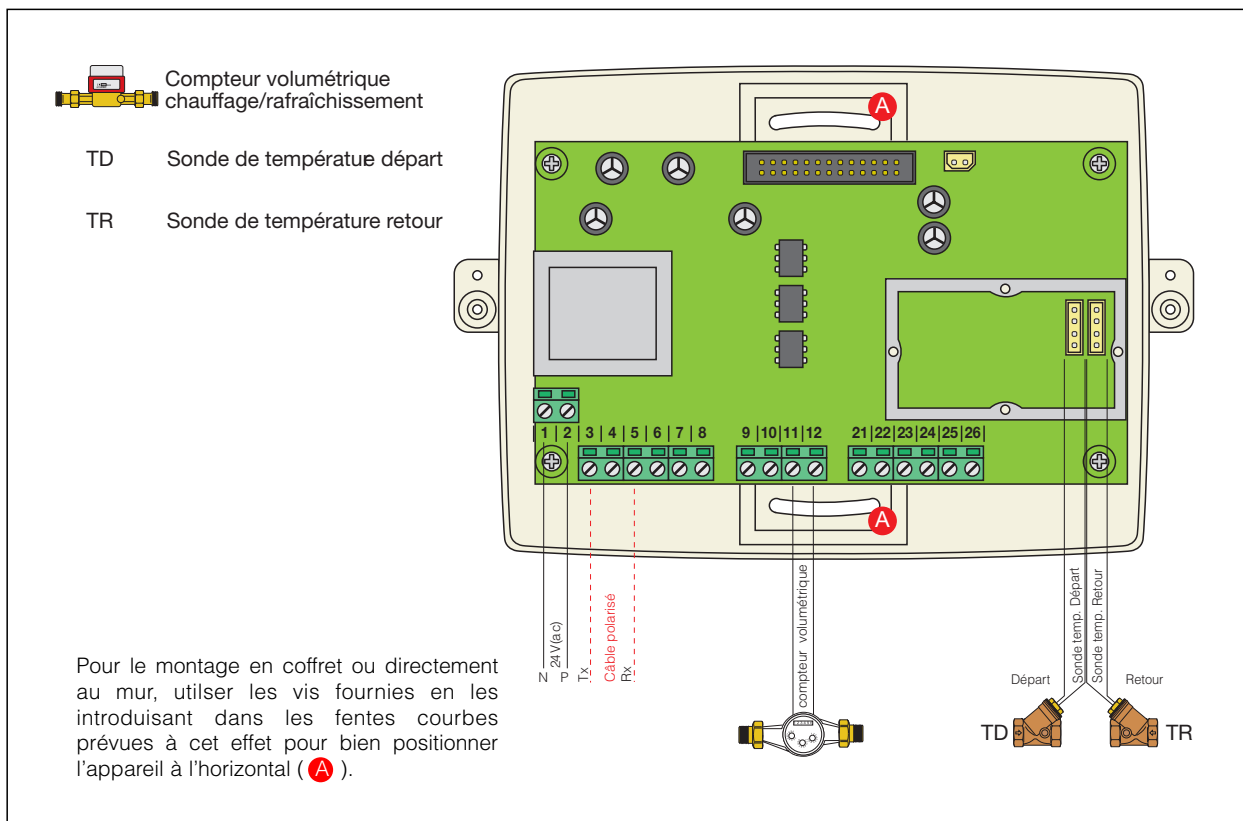 Compteur volumétrique
chauffage/rafraîchissement
TD Sonde de températue départ
TR Sonde de température retour
A
1 | 2 | 3 | 4 | 5 | 6 | 7 | 8
9 |10|11| 12
21|22|23|24|25|26|
A
N
24V(ac)
P
Tx
Câble polarisé
Rx
compteur volumétrique
Sonde temp. Départ
Sonde temp. Retour
Départ
Retour
TD
TR
Pour le montage en coffret ou directement
au mur, utilser les vis fournies en les
introduisant dans les fentes courbes
prévues à cet effet pour bien positionner
l'appareil à l'horizontal ( A ).